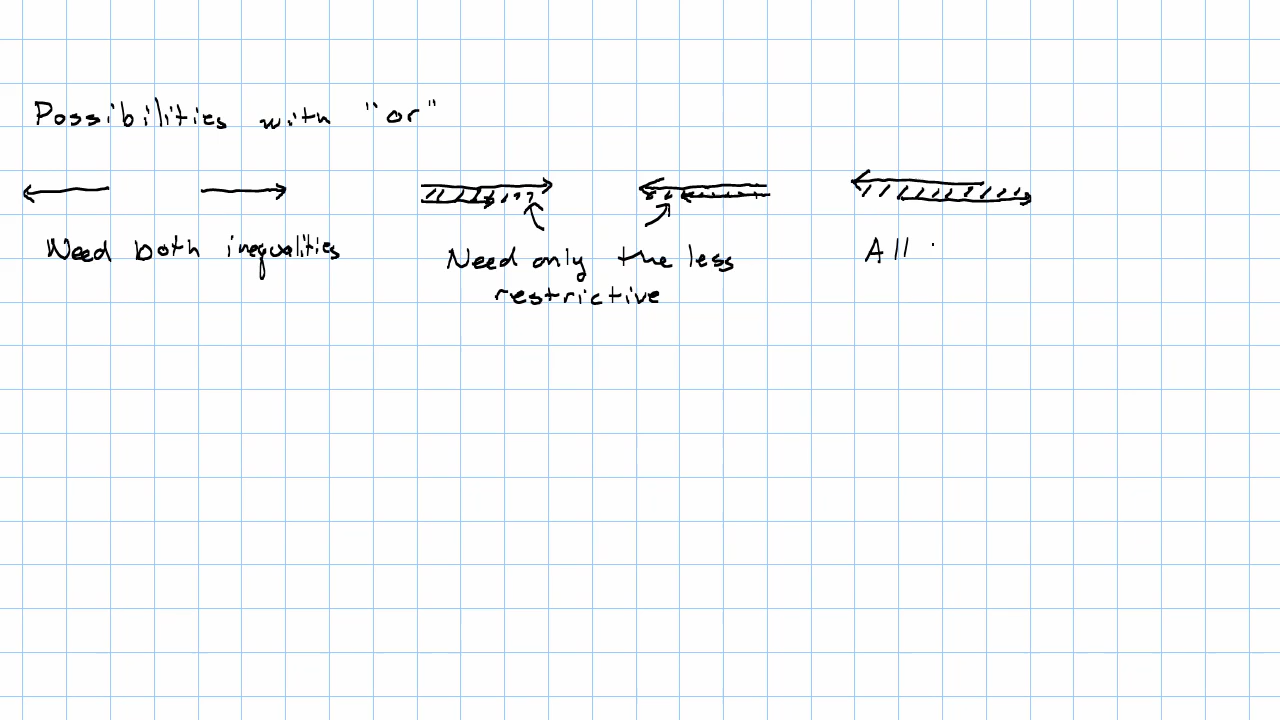 Possibilities with "or"
Need both inequalities
Need only the less
restrictive
All